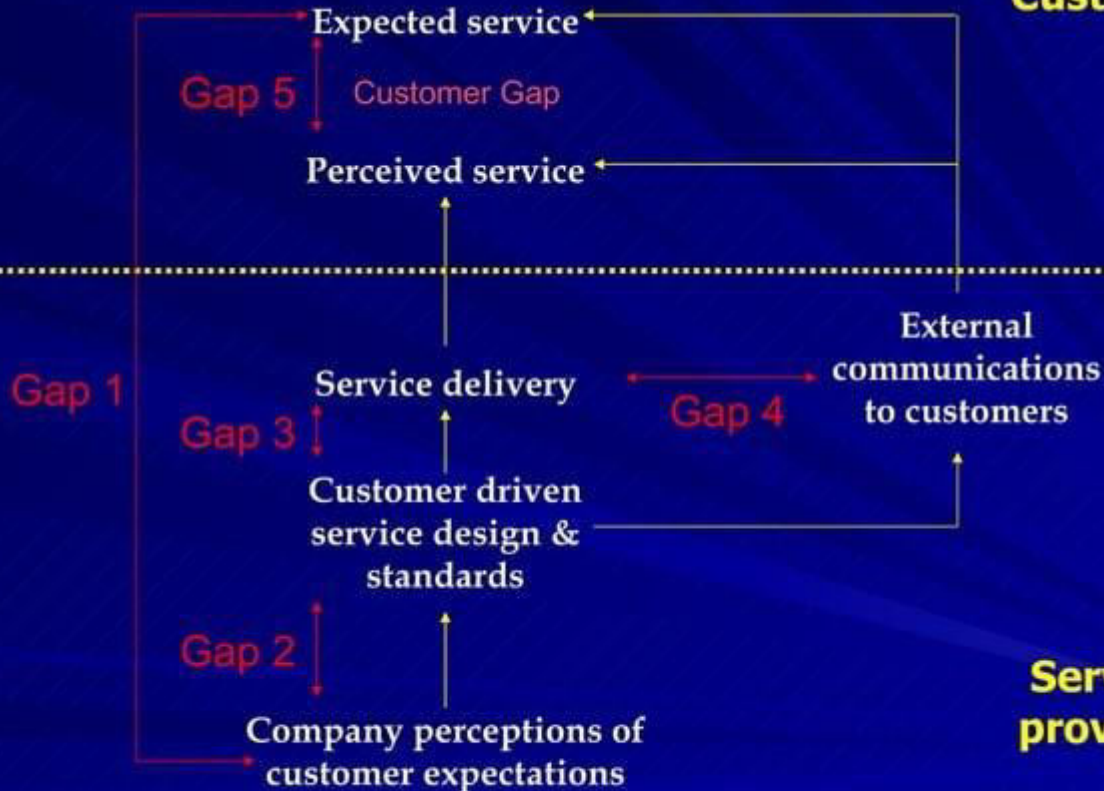 Expected service
Gap 5
Customer Gap
Perceived service
Gap 1
Service delivery
Gap 3
Gap 4
External
communications
to customers
Customer driven
service design &
standards
Gap 2
Company perceptions of
customer expectations